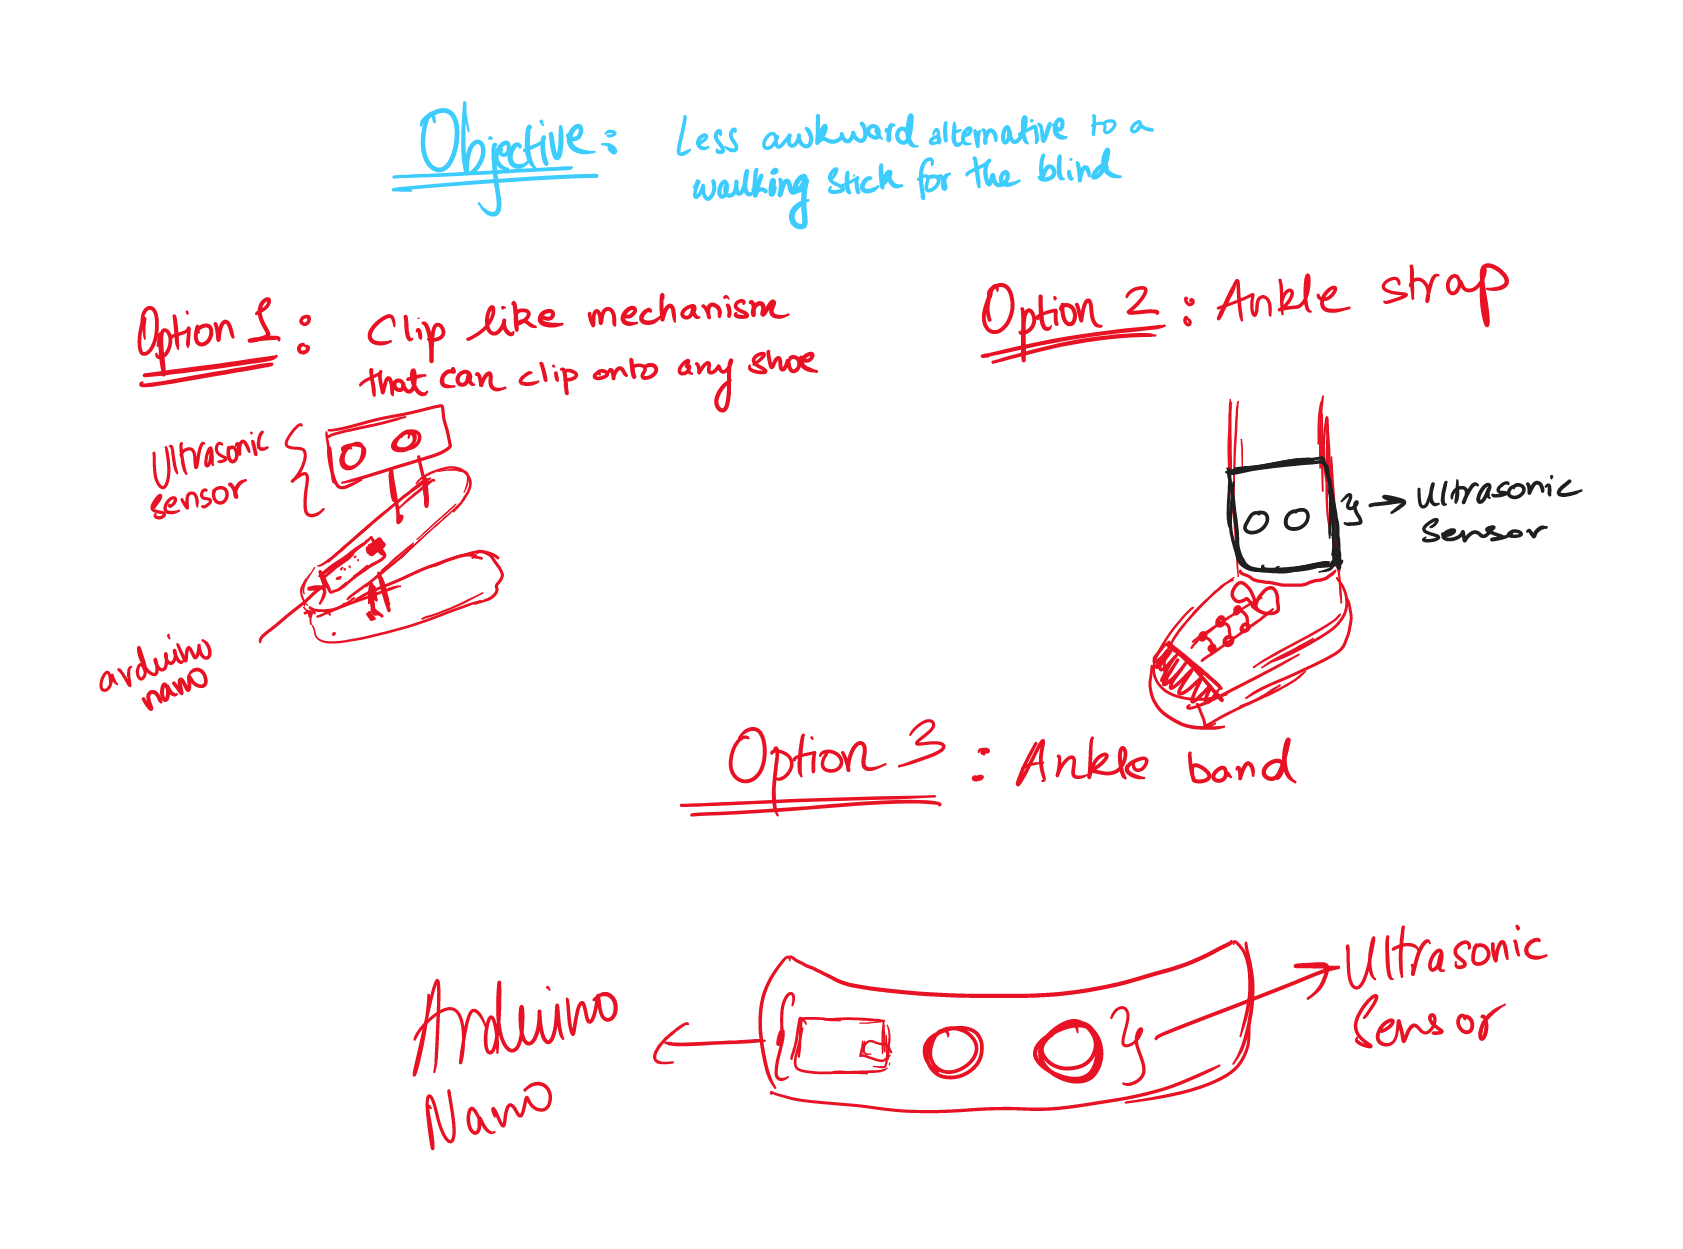 Objective: Less awkward alternative to a
walking stick for the blind
Option 1: Clip like mechanism
that can clip onto any shoe
Ultrasonic
sensor
arduino
nano
Option 2: Ankle strap
Ultrasonic
Sensor
Option 3: Ankle band
Arduino
Nano
Ultrasonic
Sensor